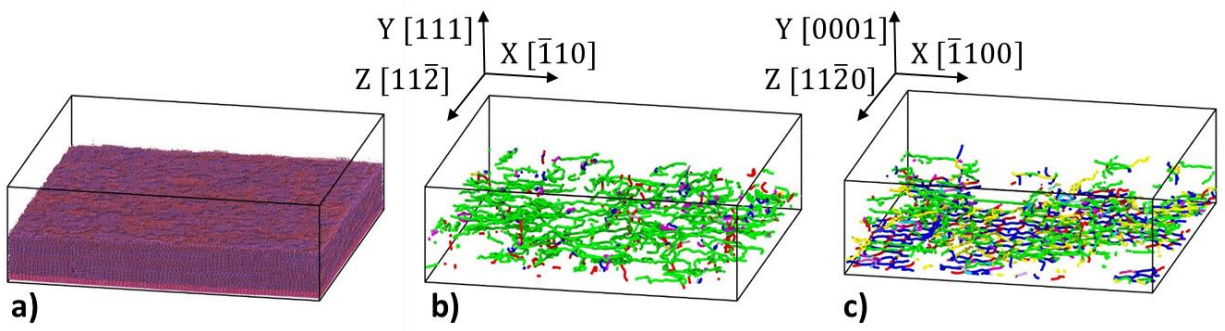 Y [111]
X [1̅10]
Z [112̅]
Y [0001]
X [1̅100]
Z [112̅0]
a)
b)
c)